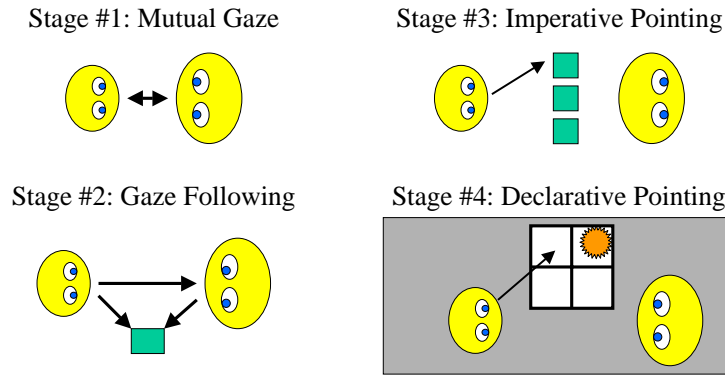 Stage #1: Mutual Gaze
Stage #3: Imperative Pointing
Stage #2: Gaze Following
Stage #4: Declarative Pointing